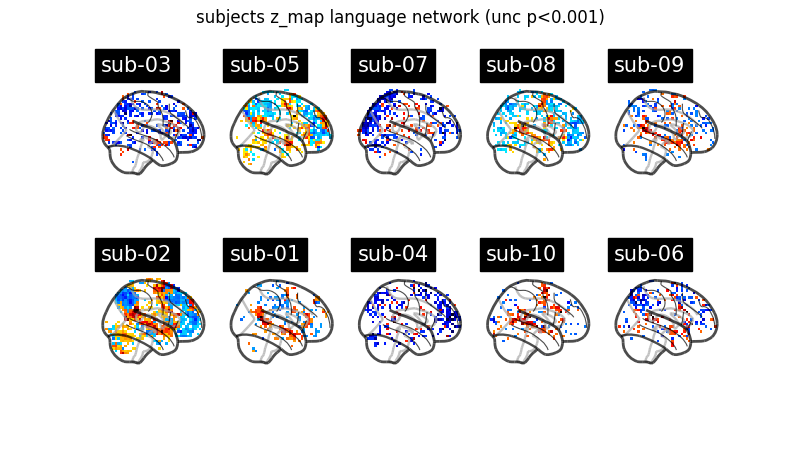 subjects z_map language network (unc p<0.001)
sub-03 sub-05 sub-07 sub-08 sub-09
sub-02 sub-01 sub-04 sub-10 sub-06